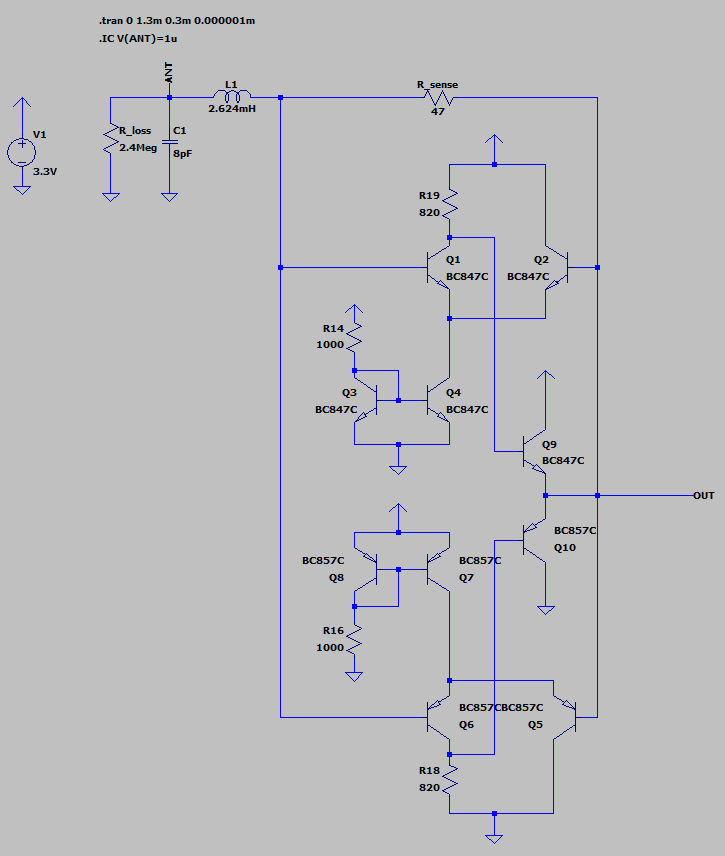 .tran 0 1.3m 0.3m 0.000001m
.IC V(ANT)=1u
ANT
L1
2.624mH
R_sense
47
V1
3.3V
R_loss
2.4Meg
C1
8pF
R19
820
Q1
BC847C
Q2
BC847C
R14
1000
Q3
BC847C
Q4
BC847C
Q9
BC847C
OUT
BC857C
Q10
BC857C
Q8
BC857C
Q7
R16
1000
BC857C
Q6
BC857C
Q5
R18
820